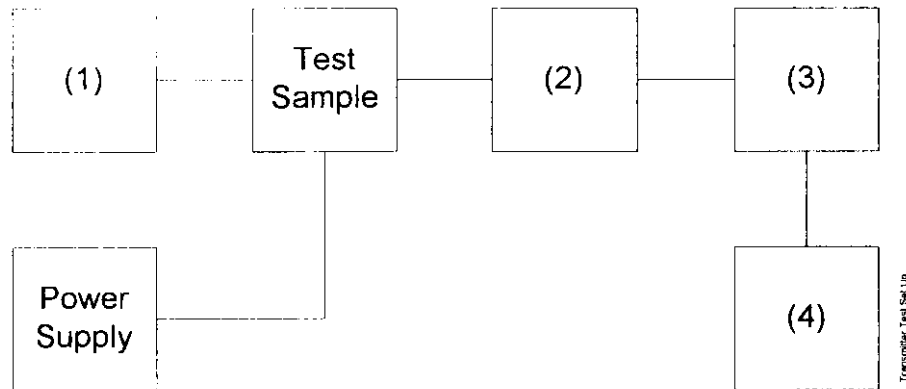 (1)
Test
Sample
(2)
(3)
Power
Supply
(4)
Transmitter Test Set Up